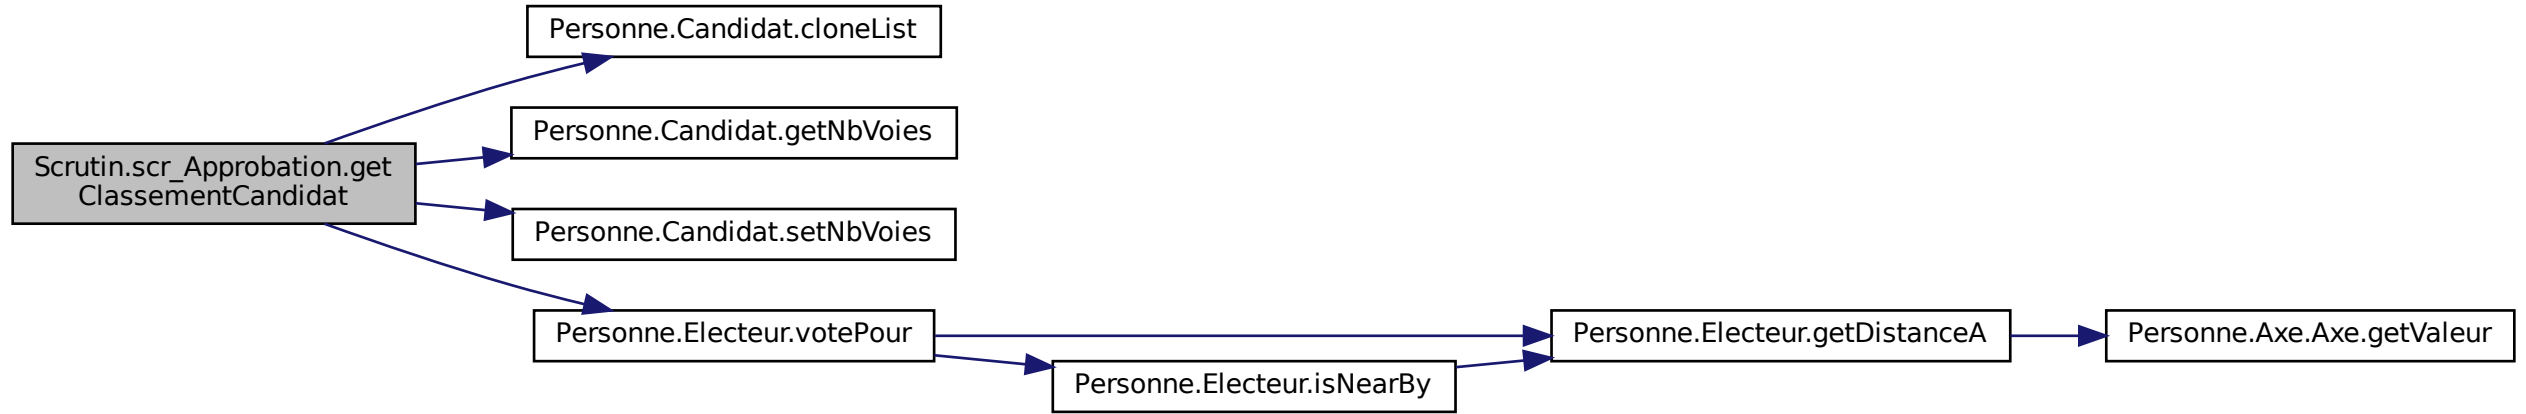 Personne.Candidat.cloneList
Personne.Candidat.getNbVoies
Scrutin.scr_Approbation.get
ClassementCandidat
Personne.Candidat.setNbVoies
Personne.Electeur.votePour
Personne.Electeur.getDistanceA
Personne.Axe.Axe.getValeur
Personne.Electeur.isNearBy